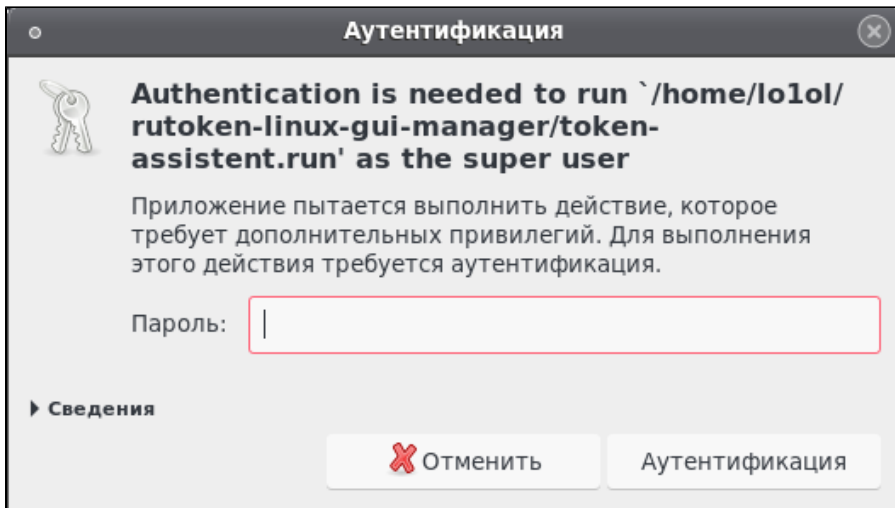 Аутентификация
Authentication is needed to run `/home/lo1ol/
rutoken-linux-gui-manager/token-
assistent.run' as the super user
Приложение пытается выполнить действие, которое
требует дополнительных привилегий. Для выполнения
этого действия требуется аутентификация.
Пароль:
Сведения
Отменить
Аутентификация